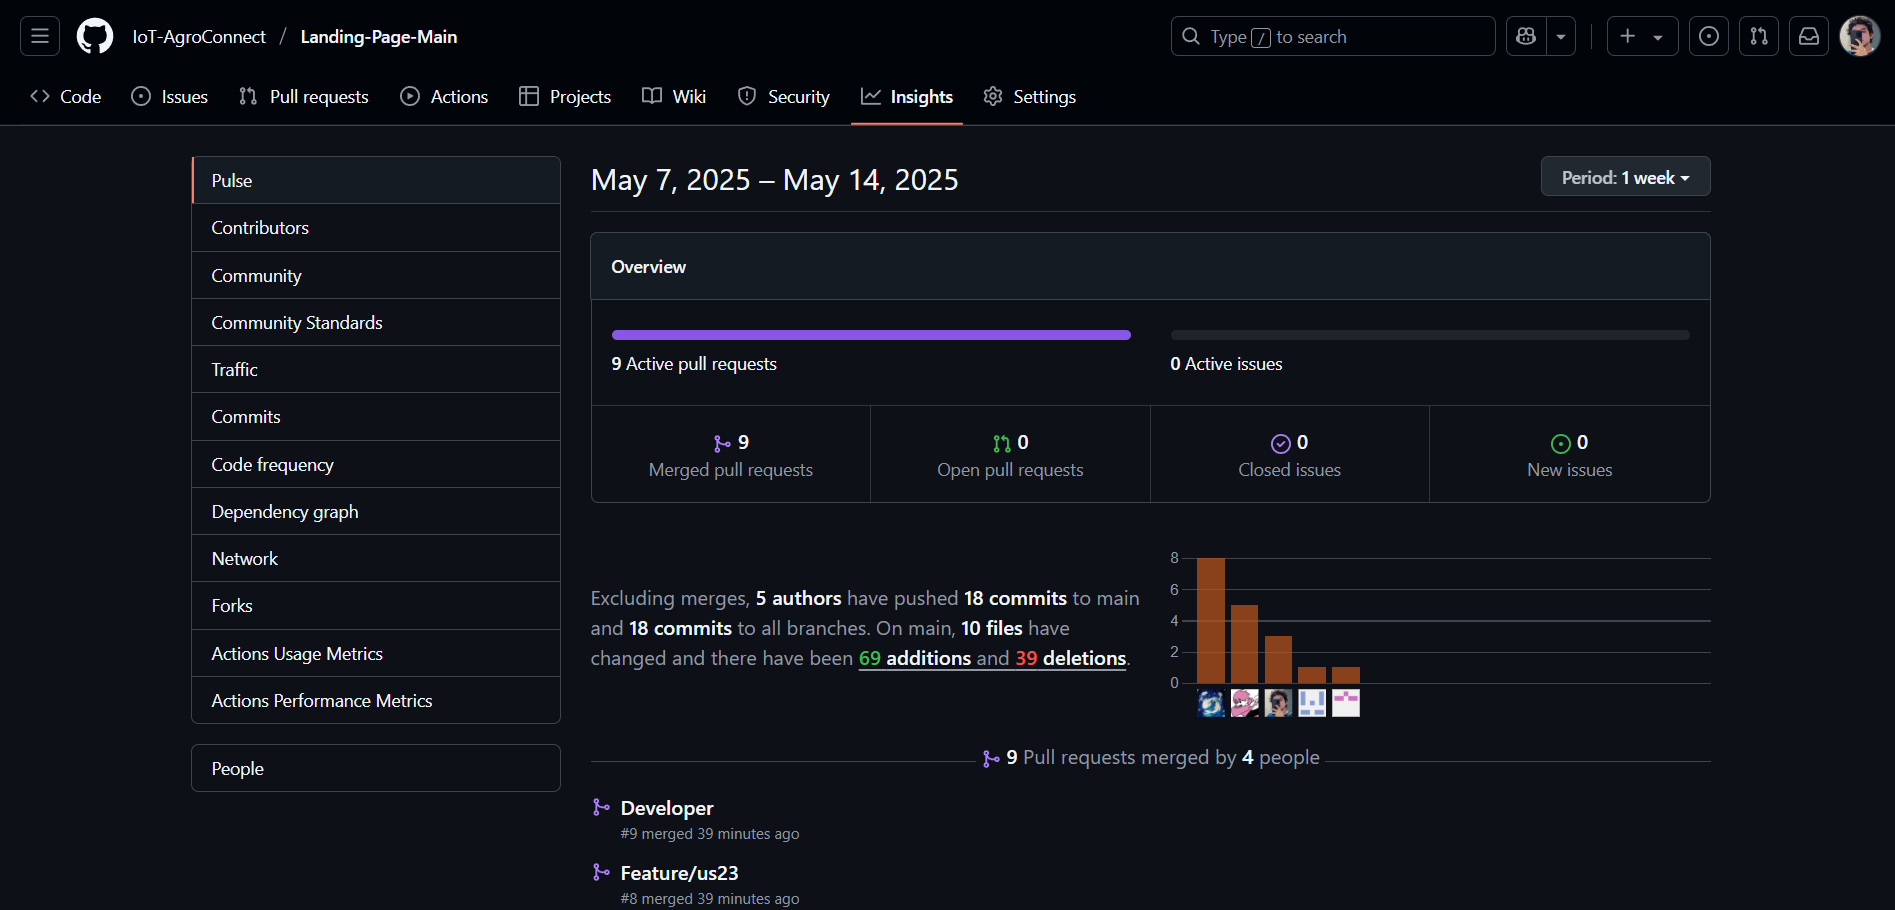 IoT-AgroConnect / Landing-Page-Main
Type / to search
Code
Issues
Pull requests
Actions
Projects
Wiki
Security
Insights
Settings
Pulse
Contributors
Community
Community Standards
Traffic
Commits
Code frequency
Dependency graph
Network
Forks
Actions Usage Metrics
Actions Performance Metrics
People
May 7, 2025 – May 14, 2025
Period: 1 week
Overview
9 Active pull requests
0 Active issues
9
Merged pull requests
0
Open pull requests
0
Closed issues
0
New issues
Excluding merges, 5 authors have pushed 18 commits to main
and 18 commits to all branches. On main, 10 files have
changed and there have been 69 additions and 39 deletions.
8
6
4
2
0
9 Pull requests merged by 4 people
Developer
#9 merged 39 minutes ago
Feature/us23
#8 merged 39 minutes ago